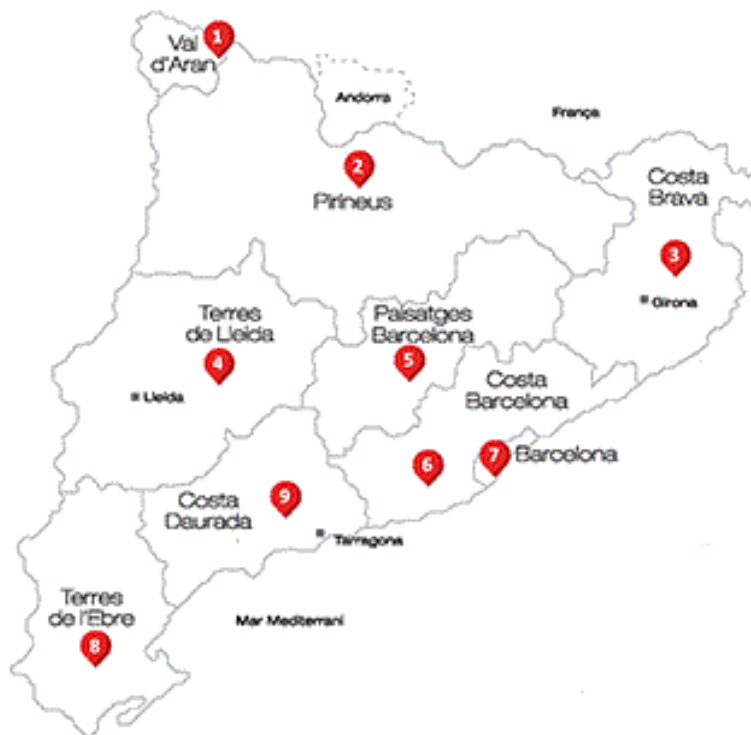 1
Val
d'Aran
Andorra
França
2
Pirineus
Costa
Brava
3
Girona
Terres
de Lleida
4
Lleida
Paisatges
Barcelona
5
Costa
Barcelona
6
7
Barcelona
Costa
Daurada
9
Tarragona
Terres
de l'Ebre
8
Mar Mediterrani